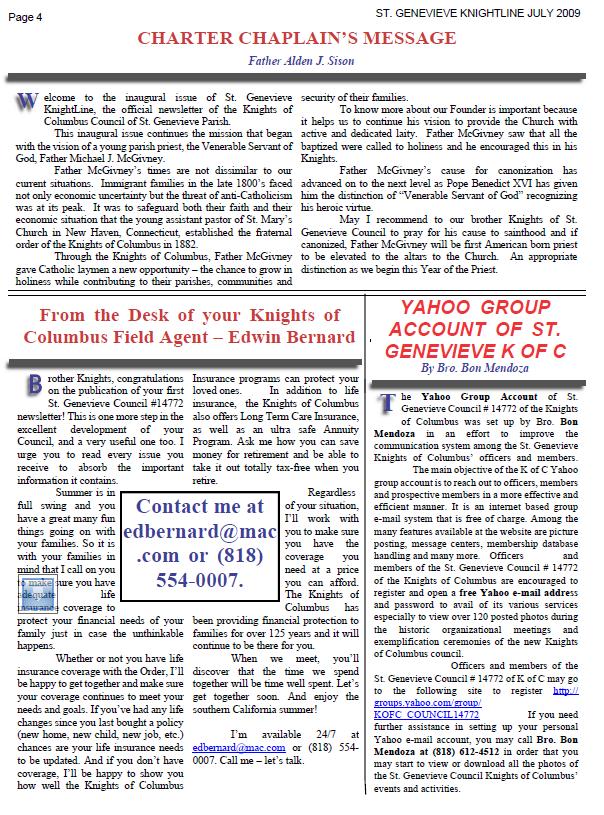 Page 4
ST. GENEVIEVE KNIGHTLINE JULY 2009
CHARTER CHAPLAIN'S MESSAGE
Father Alden J. Sison
Welcome to the inaugural issue of St. Genevieve
KnightLine, the official newsletter of the Knights of
Columbus Council of St. Genevieve Parish.
This inaugural issue continues the mission that began
with the vision of a young parish priest, the Venerable Servant of
God, Father Michael J. McGivney.
Father McGivney's times are not dissimilar to our
current situations. Immigrant families in the late 1800's faced
not only economic uncertainty but the threat of anti-Catholicism
was at its peak. It was to safeguard both their faith and their
economic situation that the young assistant pastor of St. Mary's
Church in New Haven, Connecticut, established the fraternal
order of the Knights of Columbus in 1882.
Through the Knights of Columbus, Father McGivney
gave Catholic laymen a new opportunity – the chance to grow in
holiness while contributing to their parishes, communities and
security of their families.
To know more about our Founder is important because
it helps us to continue his vision to provide the Church with
active and dedicated laity. Father McGivney saw that all the
baptized were called to holiness and he encouraged this in his
Knights.
Father McGivney's cause for canonization has
advanced on to the next level as Pope Benedict XVI has given
him the distinction of "Venerable Servant of God" recognizing
his heroic virtue.
May I recommend to our brother Knights of St.
Genevieve Council to pray for his cause to sainthood and if
canonized, Father McGivney will be first American born priest
to be elevated to the altars to the Church. An appropriate
distinction as we begin this Year of the Priest.
From the Desk of your Knights of
Columbus Field Agent – Edwin Bernard
Brother Knights, congratulations
on the publication of your first
St. Genevieve Council #14772
newsletter! This is one more step in the
excellent development of your
Council, and a very useful one too. I
urge you to read every issue you
receive to absorb the important
information it contains.
Summer is in
full swing and you
have a great many fun
things going on with
your families. So it is
with your families in
mind that I call on you
to make sure you have
adequate life
insurance coverage to
protect your financial needs of your
family just in case the unthinkable
happens.
Whether or not you have life
insurance coverage with the Order, I'll
be happy to get together and make sure
your coverage continues to meet your
needs and goals. If you've had any life
changes since you last bought a policy
(new home, new child, new job, etc.)
chances are your life insurance needs
to be updated. And if you don't have
coverage, I'll be happy to show you
how well the Knights of Columbus
Insurance programs can protect your
loved ones. In addition to life
insurance, the Knights of Columbus
also offers Long Term Care Insurance,
as well as an ultra safe Annuity
Program. Ask me how you can save
money for retirement and be able to
take it out totally tax-free when you
retire.
Regardless
of your situation,
I'll work with
you to make sure
you have the
coverage you
need at a price
you can afford.
The Knights of
Columbus has
been providing financial protection to
families for over 125 years and it will
continue to be there for you.
When we meet, you'll
discover that the time we spend
together will be time well spent. Let's
get together soon. And enjoy the
southern California summer!
I'm available 24/7 at
edbernard@mac.com or (818) 554-
0007. Call me – let's talk.
Contact me at
edbernard@mac
.com or (818)
554-0007.
YAHOO GROUP
ACCOUNT OF ST.
GENEVIEVE K OF C
By Bro. Bon Mendoza
The Yahoo Group Account of St.
Genevieve Council # 14772 of the Knights
of Columbus was set up by Bro. Bon
Mendoza in an effort to improve the
communication system among the St. Genevieve
Knights of Columbus' officers and members.
The main objective of the K of C Yahoo
group account is to reach out to officers, members
and prospective members in a more effective and
efficient manner. It is an internet based group
e-mail system that is free of charge. Among the
many features available at the website are picture
posting, message centers, membership database
handling and many more. Officers and
members of the St. Genevieve Council # 14772
of the Knights of Columbus are encouraged to
register and open a free Yahoo e-mail address
and password to avail of its various services
especially to view over 120 posted photos during
the historic organizational meetings and
exemplification ceremonies of the new Knights
of Columbus council.
Officers and members of the
St. Genevieve Council # 14772 of K of C may go
to the following site to register http://
groups.yahoo.com/group/
KOFC_COUNCIL14772 If you need
further assistance in setting up your personal
Yahoo e-mail account, you may call Bro. Bon
Mendoza at (818) 612-4512 in order that you
may start to view or download all the photos of
the St. Genevieve Council Knights of Columbus'
events and activities.